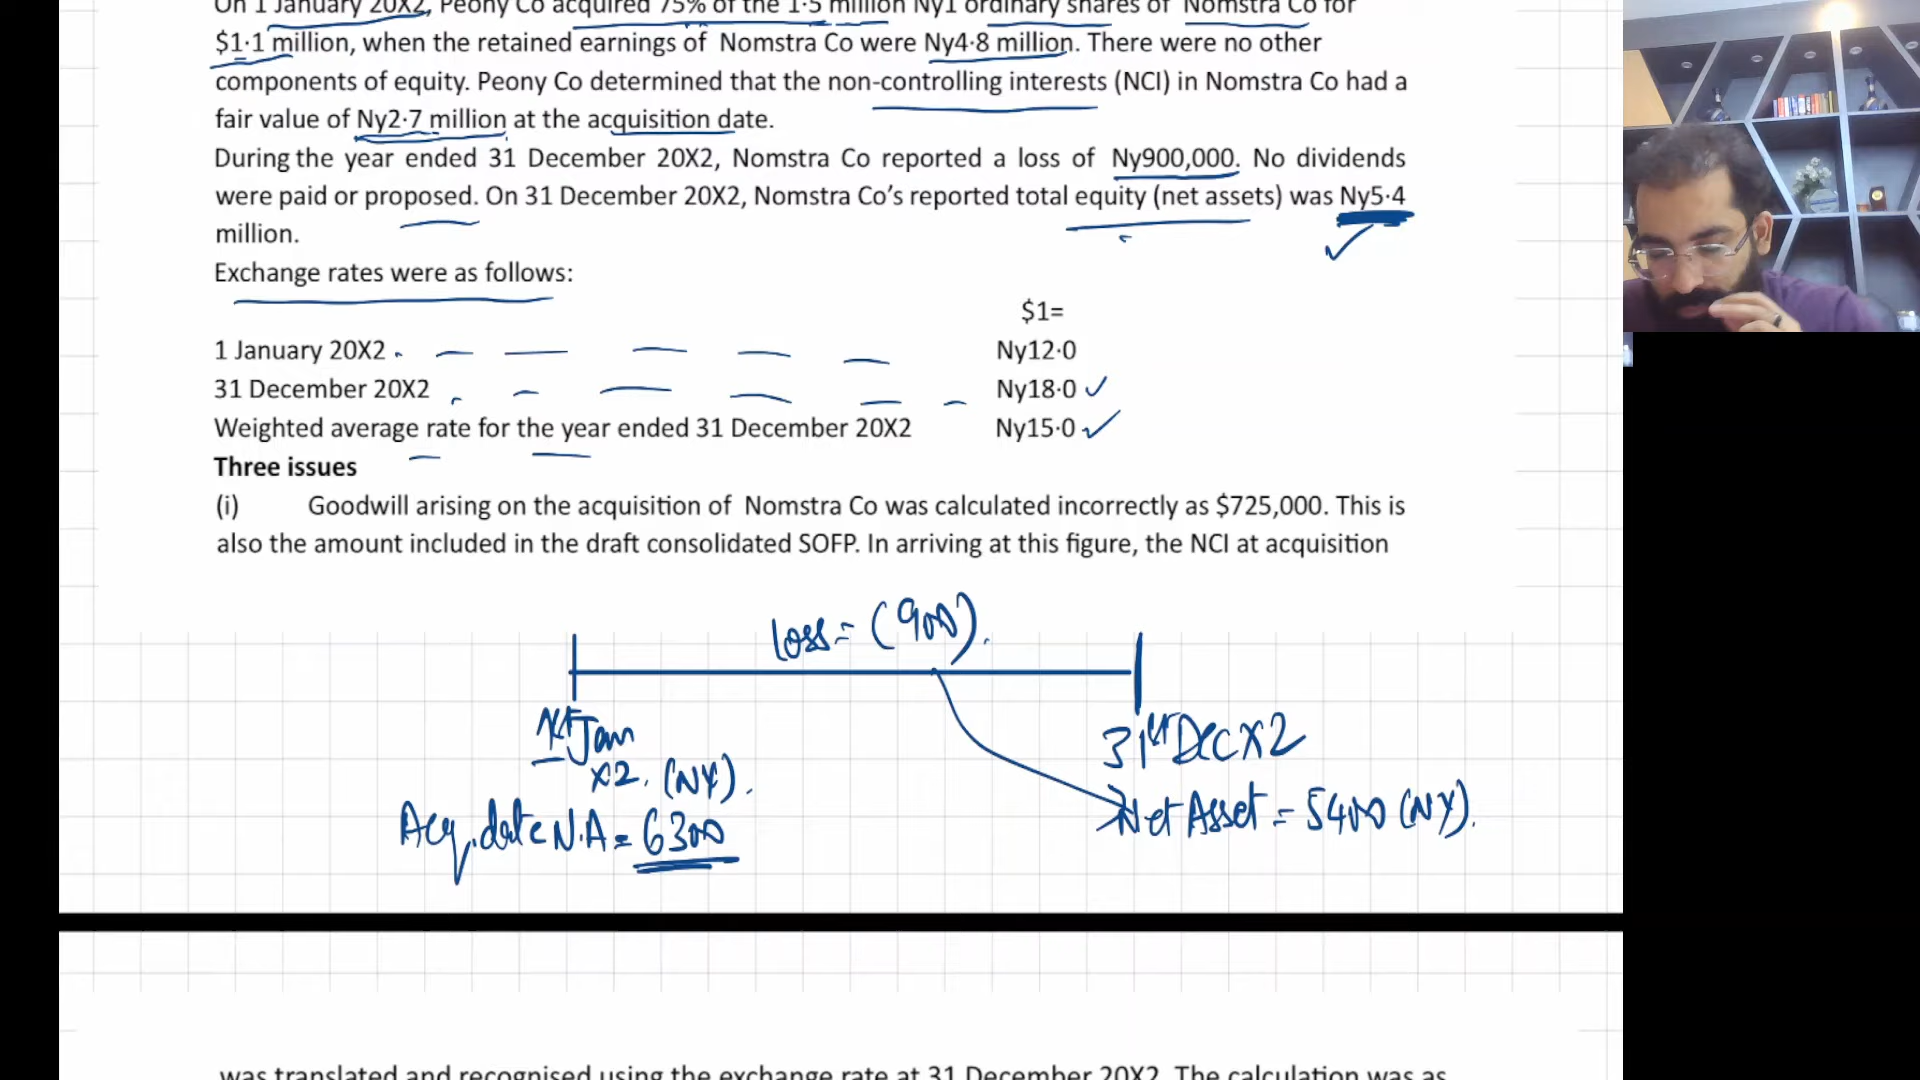 On 1 January 20X2, Peony Co acquired 75% of the 1·5 million Ny1 ordinary shares of Nomstra Co for
$1·1 million, when the retained earnings of Nomstra Co were Ny4·8 million. There were no other
components of equity. Peony Co determined that the non-controlling interests (NCI) in Nomstra Co had a
fair value of Ny2·7 million at the acquisition date.
During the year ended 31 December 20X2, Nomstra Co reported a loss of Ny900,000. No dividends
were paid or proposed. On 31 December 20X2, Nomstra Co's reported total equity (net assets) was Ny5·4
million.
Exchange rates were as follows:
$1=
1 January 20X2 Ny12·0
31 December 20X2 Ny18·0
Weighted average rate for the year ended 31 December 20X2 Ny15·0
Three issues
(i) Goodwill arising on the acquisition of Nomstra Co was calculated incorrectly as $725,000. This is
also the amount included in the draft consolidated SOFP. In arriving at this figure, the NCI at acquisition
loss = (900).
Jan
X2. (NY).
31st Dec X2
Acq. date N.A = 6300
Net Asset = 5400 (NY).
was translated and recognised using the exchange rate at 31 December 20X2. The calculation was as